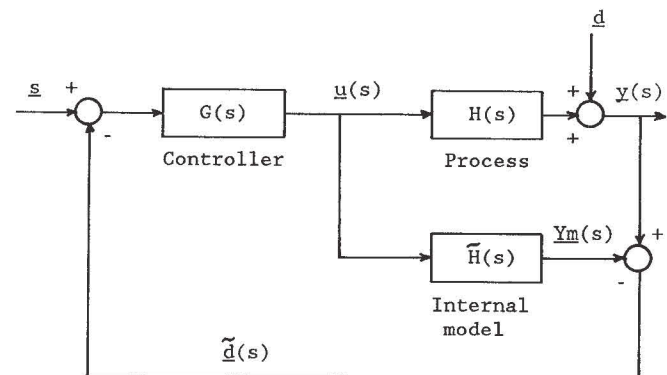 d
s
+
-
G(s)
Controller
u(s)
H(s)
Process
+
+
y(s)
H̃(s)
Internal
model
Ym(s)
+
-
d̃(s)